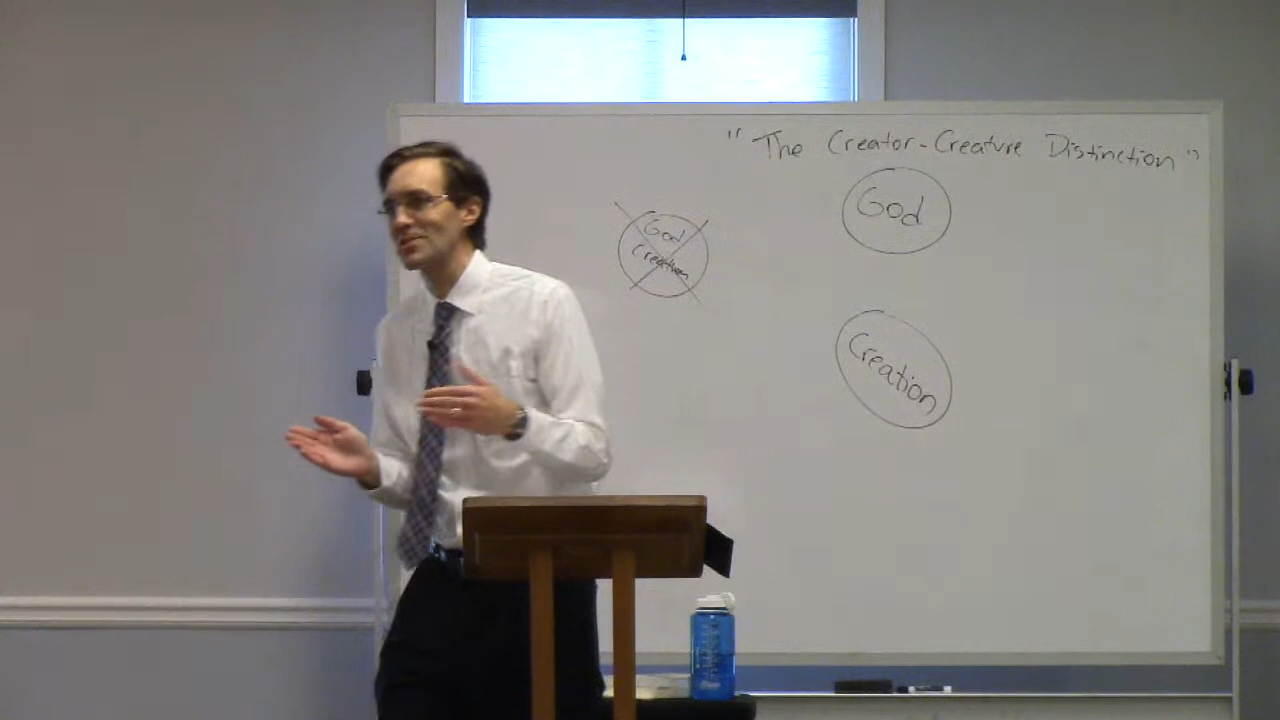 "The Creator-Creature Distinction"
God
God
Creation
Creation